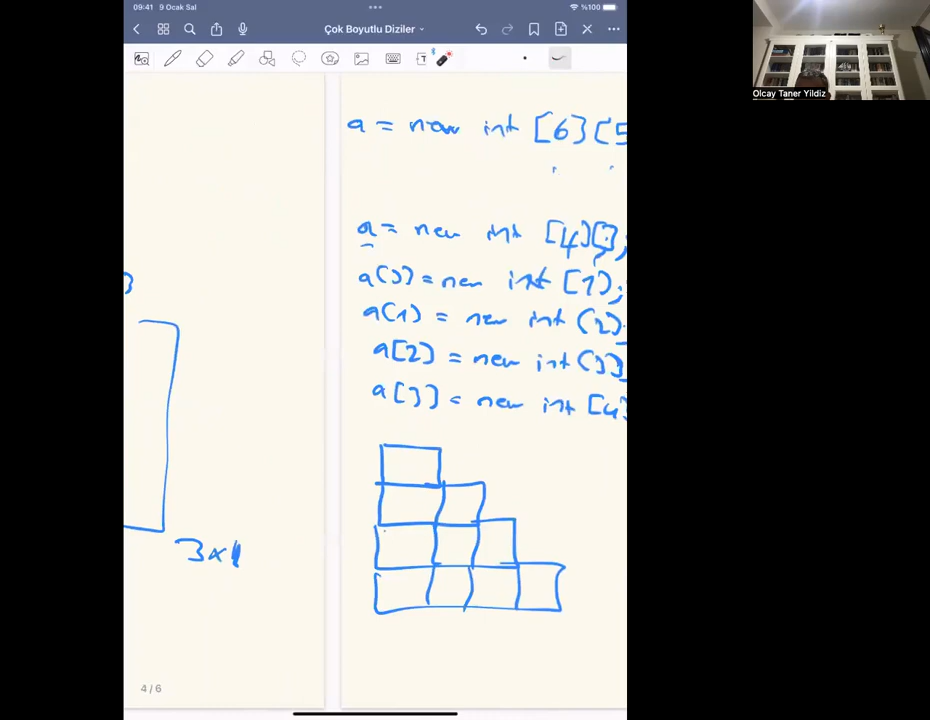 09:41 9 Ocak Sal
%100
Çok Boyutlu Diziler
Olcay Taner Yıldız
a = new int [6][5
a = new int [4][];
a[0] = new int [1];
a(1) = new int (2)
a[2] = new int (3]
a[3] = new int [4]
3x4
4 / 6